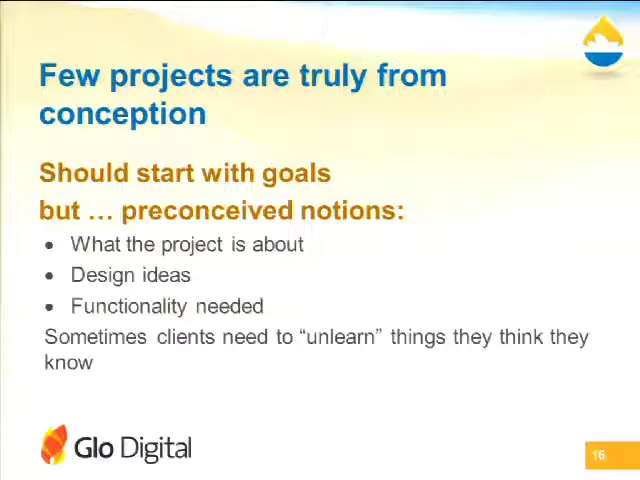 Few projects are truly from
conception
Should start with goals
but … preconceived notions:
• What the project is about
• Design ideas
• Functionality needed
Sometimes clients need to “unlearn” things they think they
know
Glo Digital
16